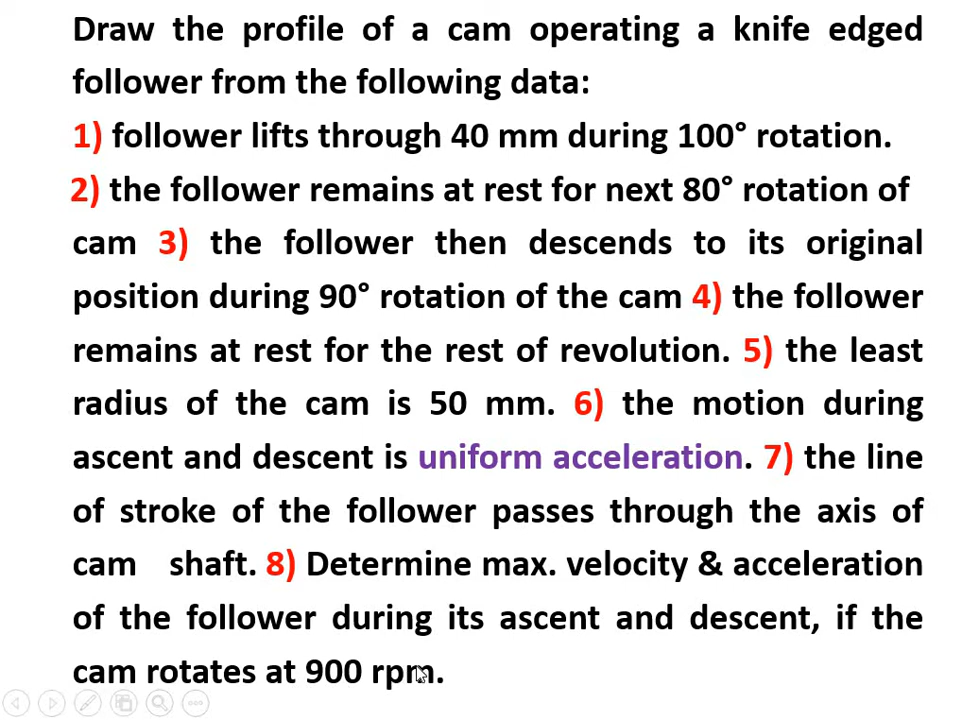 Draw the profile of a cam operating a knife edged
follower from the following data:
1) follower lifts through 40 mm during 100° rotation.
2) the follower remains at rest for next 80° rotation of
cam 3) the follower then descends to its original
position during 90° rotation of the cam 4) the follower
remains at rest for the rest of revolution. 5) the least
radius of the cam is 50 mm. 6) the motion during
ascent and descent is uniform acceleration. 7) the line
of stroke of the follower passes through the axis of
cam shaft. 8) Determine max. velocity & acceleration
of the follower during its ascent and descent, if the
cam rotates at 900 rpm.